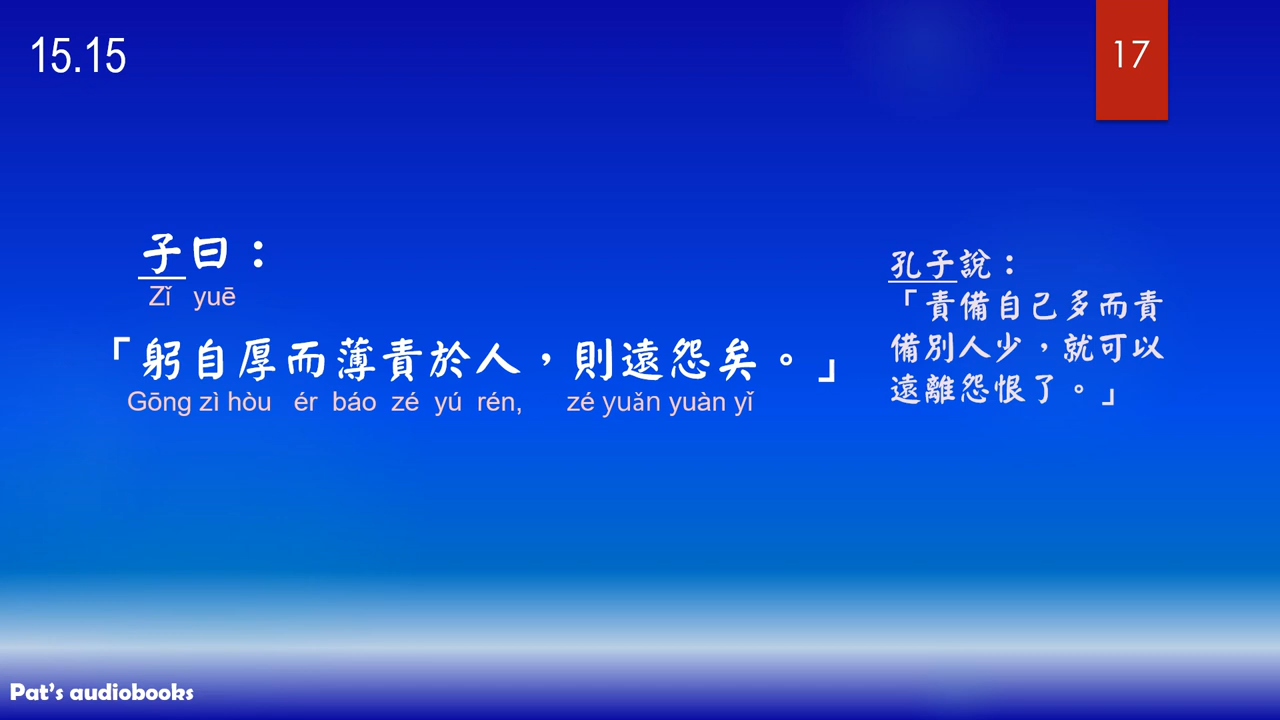 15.15
17
子曰：
Zǐ yuē
「躬自厚而薄責於人，則遠怨矣。」
Gōng zì hòu ér báo zé yú rén, zé yuǎn yuàn yǐ
孔子說：
「責備自己多而責
備別人少，就可以
遠離怨恨了。」
Pat's audiobooks